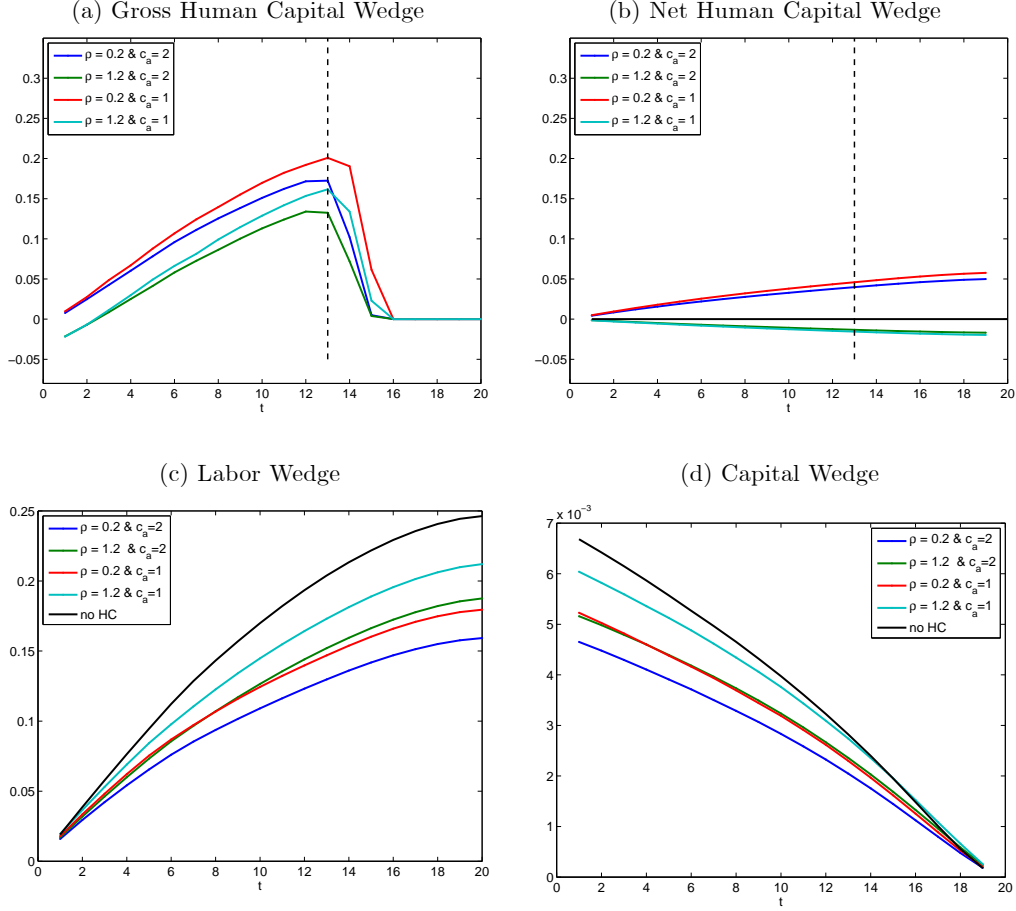 (a) Gross Human Capital Wedge
0.3
0.25
0.2
0.15
0.1
0.05
0
−0.05
0 2 4 6 8 10 12 14 16 18 20
t
ρ = 0.2 & c_a= 2
ρ = 1.2 & c_a= 2
ρ = 0.2 & c_a= 1
ρ = 1.2 & c_a= 1
(b) Net Human Capital Wedge
0.3
0.25
0.2
0.15
0.1
0.05
0
−0.05
0 2 4 6 8 10 12 14 16 18 20
t
ρ = 0.2 & c_a= 2
ρ = 1.2 & c_a= 2
ρ = 0.2 & c_a= 1
ρ = 1.2 & c_a= 1
(c) Labor Wedge
0.25
0.2
0.15
0.1
0.05
0
0 2 4 6 8 10 12 14 16 18 20
t
ρ = 0.2 & c_a=2
ρ = 1.2 & c_a=2
ρ = 0.2 & c_a=1
ρ = 1.2 & c_a=1
no HC
(d) Capital Wedge
x 10⁻³
7
6
5
4
3
2
1
0
0 2 4 6 8 10 12 14 16 18 20
t
ρ = 0.2 & c_a=2
ρ = 1.2 & c_a=2
ρ = 0.2 & c_a=1
ρ = 1.2 & c_a=1
no HC